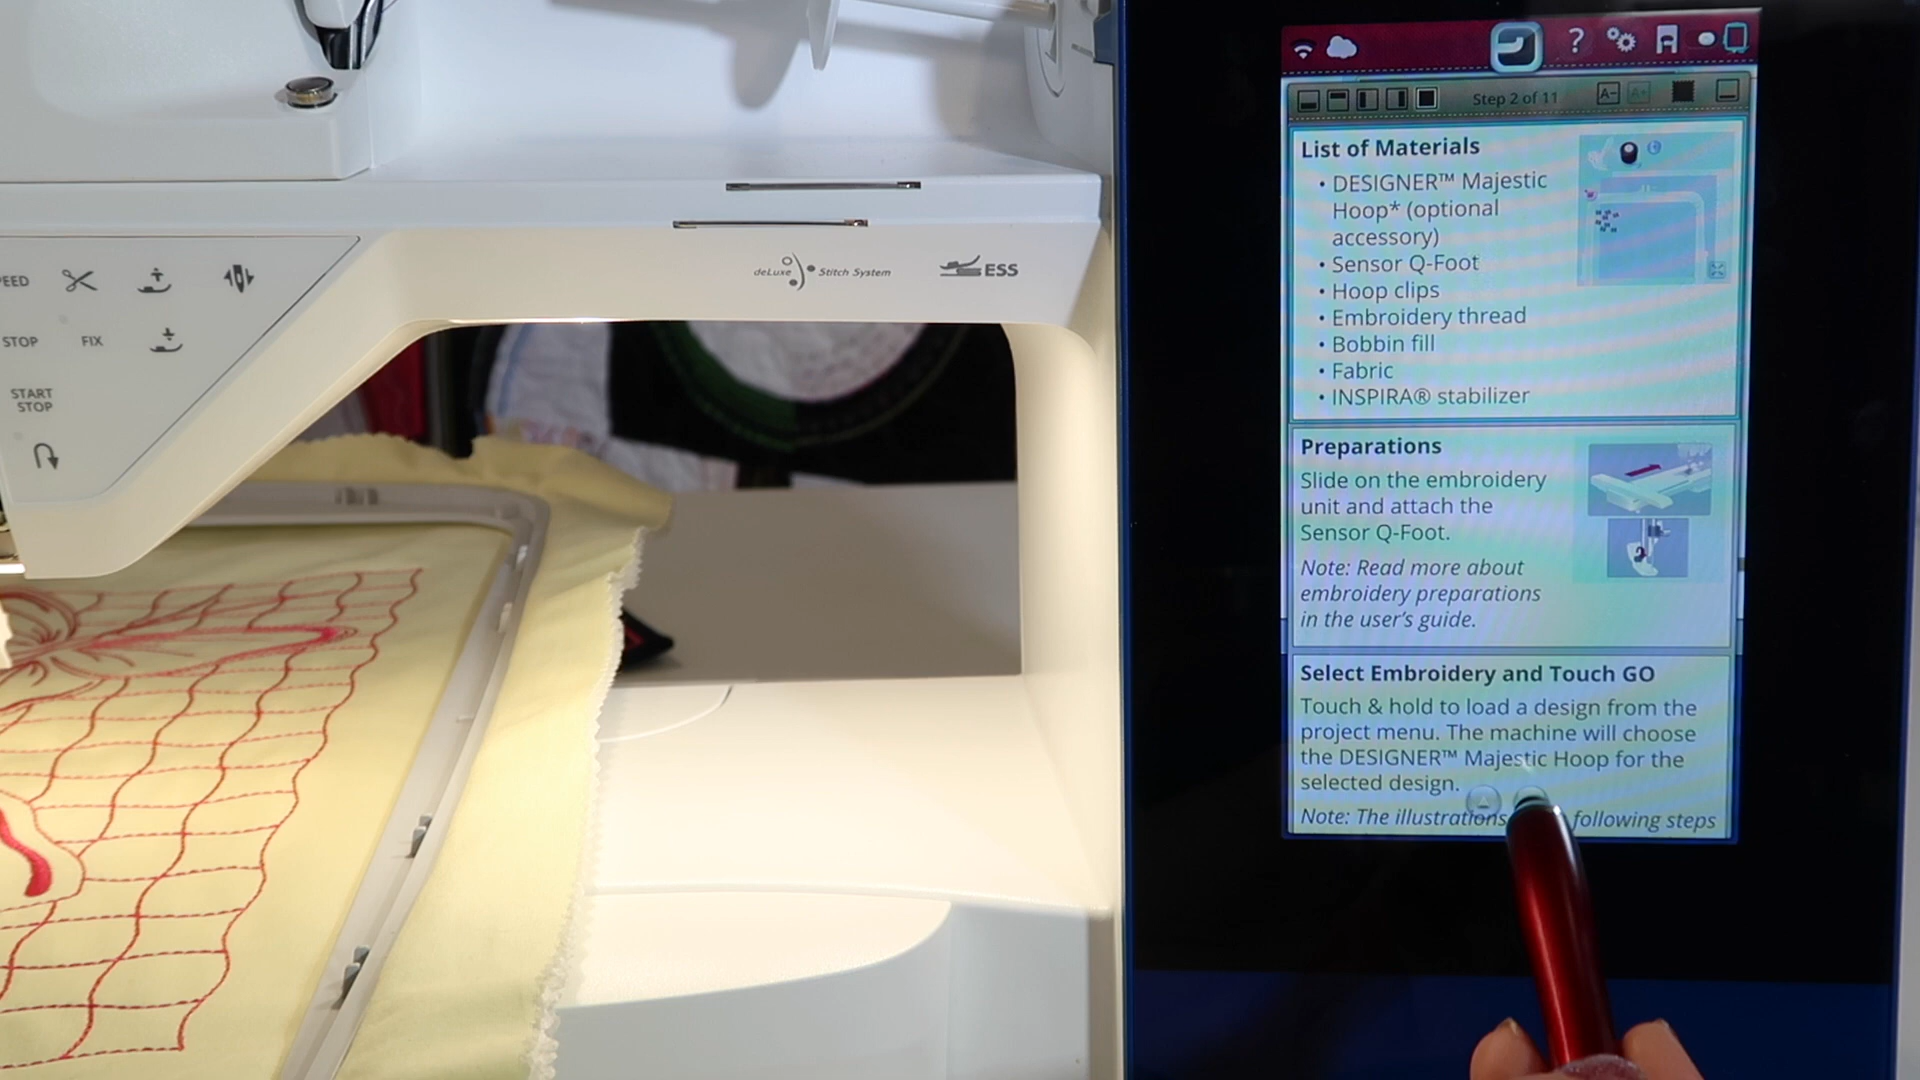 deLuxe Stitch System
ESS
STOP
FIX
START
STOP
?
Step 2 of 11
A-
A+
List of Materials
• DESIGNER™ Majestic
Hoop* (optional
accessory)
• Sensor Q-Foot
• Hoop clips
• Embroidery thread
• Bobbin fill
• Fabric
• INSPIRA® stabilizer
Preparations
Slide on the embroidery
unit and attach the
Sensor Q-Foot.
Note: Read more about
embroidery preparations
in the user's guide.
Select Embroidery and Touch GO
Touch & hold to load a design from the
project menu. The machine will choose
the DESIGNER™ Majestic Hoop for the
selected design.
Note: The illustrations following steps